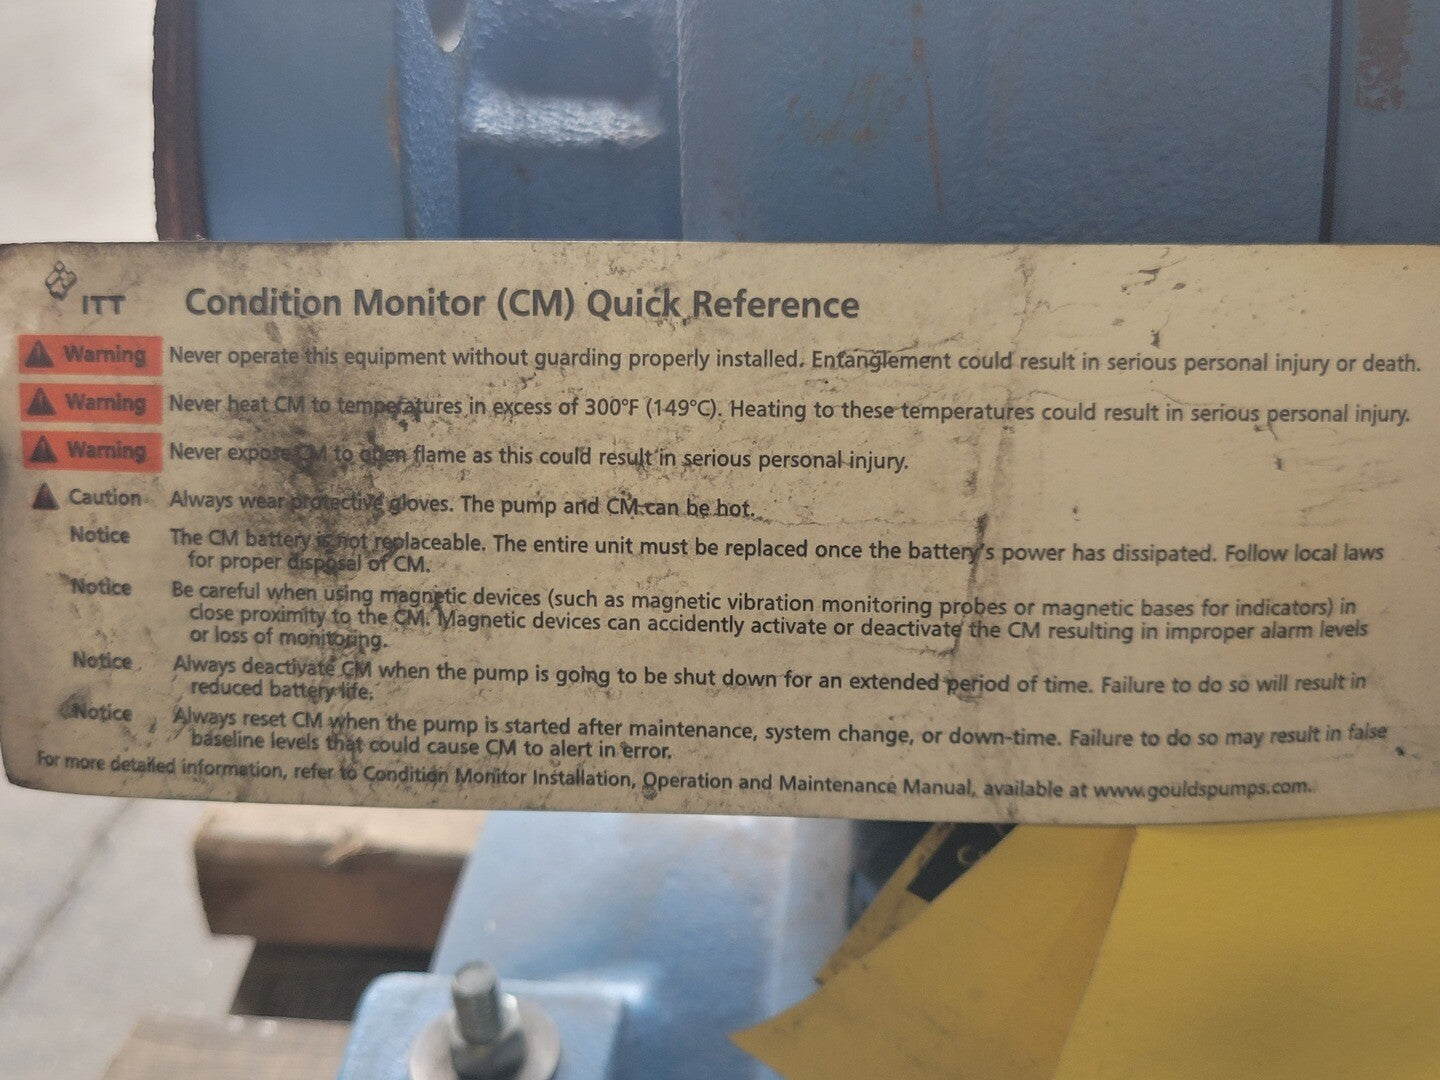 ITT
Condition Monitor (CM) Quick Reference
Warning Never operate this equipment without guarding properly installed. Entanglement could result in serious personal injury or death.
Warning Never heat CM to temperatures in excess of 300°F (149°C). Heating to these temperatures could result in serious personal injury.
Warning Never expose CM to open flame as this could result in serious personal injury.
Caution Always wear protective gloves. The pump and CM can be hot.
Notice The CM battery is not replaceable. The entire unit must be replaced once the battery's power has dissipated. Follow local laws
for proper disposal of CM.
Notice Be careful when using magnetic devices (such as magnetic vibration monitoring probes or magnetic bases for indicators) in
close proximity to the CM. Magnetic devices can accidently activate or deactivate the CM resulting in improper alarm levels
or loss of monitoring.
Notice Always deactivate CM when the pump is going to be shut down for an extended period of time. Failure to do so will result in
reduced battery life.
Notice Always reset CM when the pump is started after maintenance, system change, or down-time. Failure to do so may result in false
baseline levels that could cause CM to alert in error.
For more detailed information, refer to Condition Monitor Installation, Operation and Maintenance Manual, available at www.gouldspumps.com.